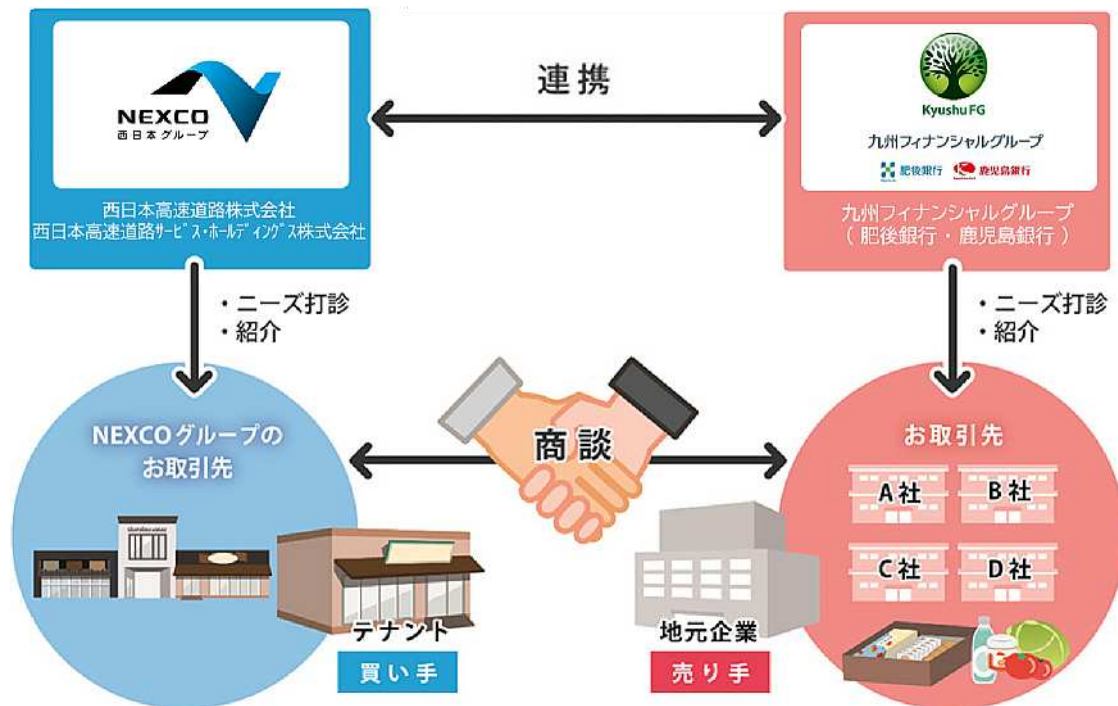 連携
NEXCO
西日本グループ
西日本高速道路株式会社
西日本高速道路ｻｰﾋﾞｽ･ﾎｰﾙﾃﾞｨﾝｸﾞｽ株式会社
KyushuFG
九州フィナンシャルグループ
肥後銀行 鹿児島銀行
九州フィナンシャルグループ
（ 肥後銀行・鹿児島銀行 ）
・ニーズ打診
・紹介
・ニーズ打診
・紹介
NEXCOグループの
お取引先
商談
お取引先
A社 B社
C社 D社
テナント
買い手
地元企業
売り手